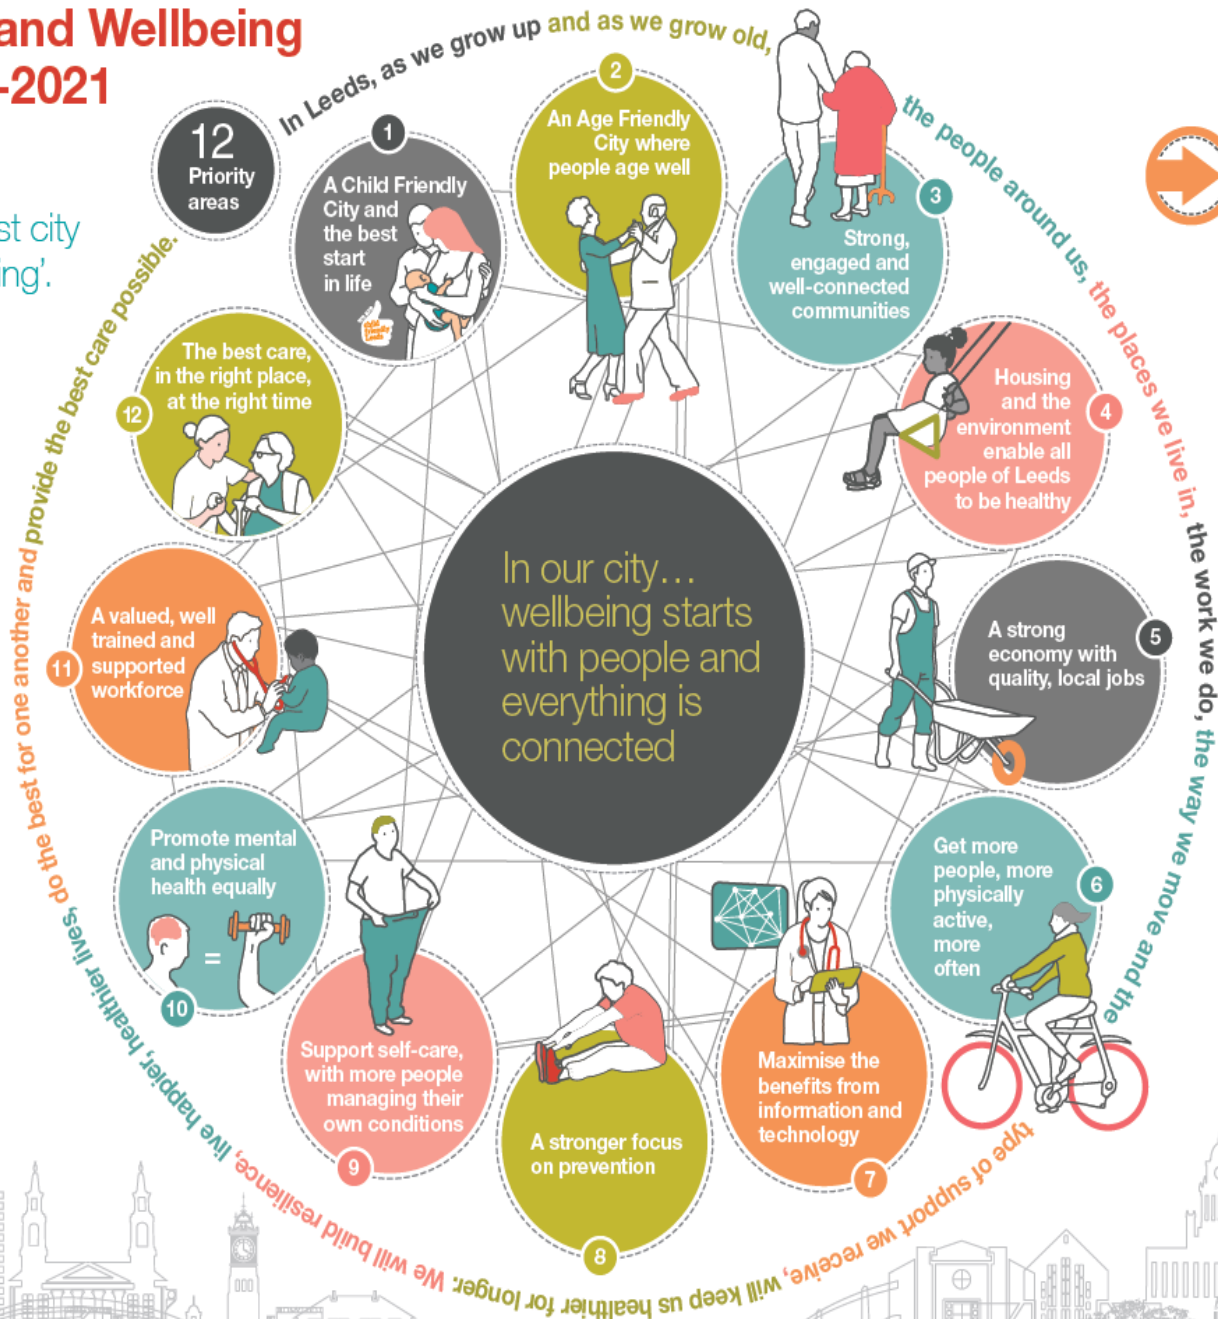 and Wellbeing
-2021
st city
ing’.
12
Priority
areas
In Leeds, as we grow up and as we grow old, the people around us, the places we live in, the work we do, the way we move and the type of support we receive, will keep us healthier for longer. We will build resilience, live happier, healthier lives, do the best for one another and provide the best care possible.
1
A Child Friendly
City and
the best
start
in life
child
friendly
Leeds
2
An Age Friendly
City where
people age well
3
Strong,
engaged and
well-connected
communities
4
Housing
and the
environment
enable all
people of Leeds
to be healthy
5
A strong
economy with
quality, local jobs
6
Get more
people, more
physically
active,
more
often
7
Maximise the
benefits from
information and
technology
8
A stronger focus
on prevention
9
Support self-care,
with more people
managing their
own conditions
10
Promote mental
and physical
health equally
=
11
A valued, well
trained and
supported
workforce
12
The best care,
in the right place,
at the right time
In our city…
wellbeing starts
with people and
everything is
connected